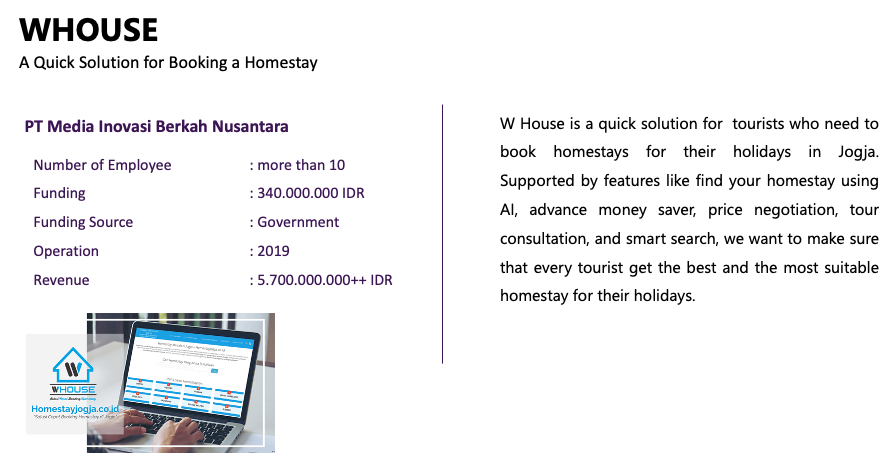 WHOUSE
A Quick Solution for Booking a Homestay
PT Media Inovasi Berkah Nusantara
Number of Employee : more than 10
Funding : 340.000.000 IDR
Funding Source : Government
Operation : 2019
Revenue : 5.700.000.000++ IDR
W House is a quick solution for tourists who need to
book homestays for their holidays in Jogja.
Supported by features like find your homestay using
AI, advance money saver, price negotiation, tour
consultation, and smart search, we want to make sure
that every tourist get the best and the most suitable
homestay for their holidays.
WHOUSE
Homestayjogja.co.id